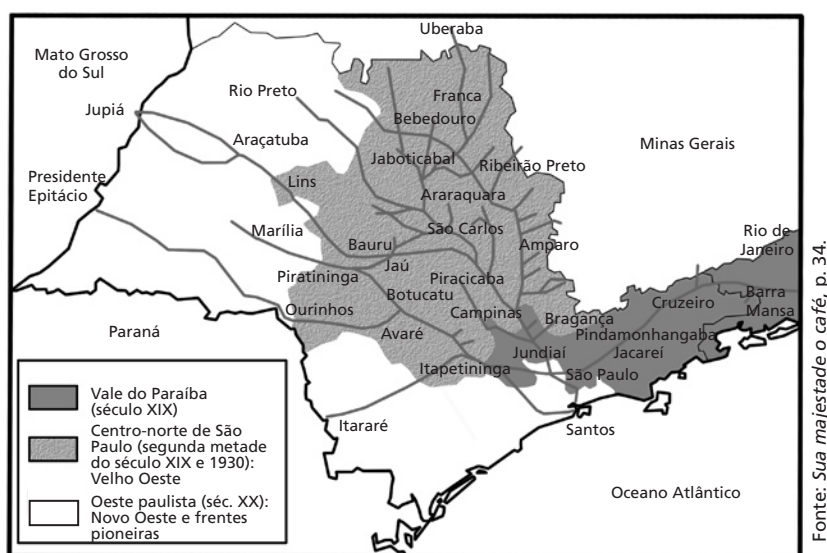 Uberaba
Mato Grosso
do Sul
Rio Preto
Franca
Jupiá
Bebedouro
Minas Gerais
Araçatuba
Jaboticabal
Ribeirão Preto
Presidente
Epitácio
Lins
Araraquara
Marília
São Carlos
Rio de
Janeiro
Bauru
Amparo
Jaú
Piratininga
Piracicaba
Botucatu
Cruzeiro
Barra
Mansa
Ourinhos
Campinas
Bragança
Paraná
Avaré
Pindamonhangaba
Jundiaí
Jacareí
Itapetininga
São Paulo
Itararé
Santos
Oceano Atlântico
Vale do Paraíba
(século XIX)
Centro-norte de São
Paulo (segunda metade
do século XIX e 1930):
Velho Oeste
Oeste paulista (séc. XX):
Novo Oeste e frentes
pioneiras
Fonte: Sua majestade o café, p. 34.